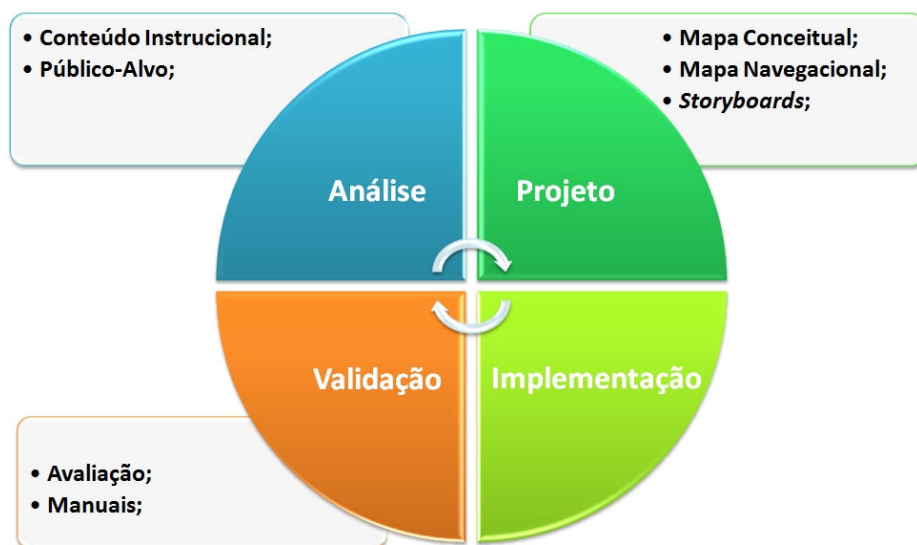 • Conteúdo Instrucional;
• Público-Alvo;
• Mapa Conceitual;
• Mapa Navegacional;
• Storyboards;
Análise
Projeto
Validação
Implementação
• Avaliação;
• Manuais;